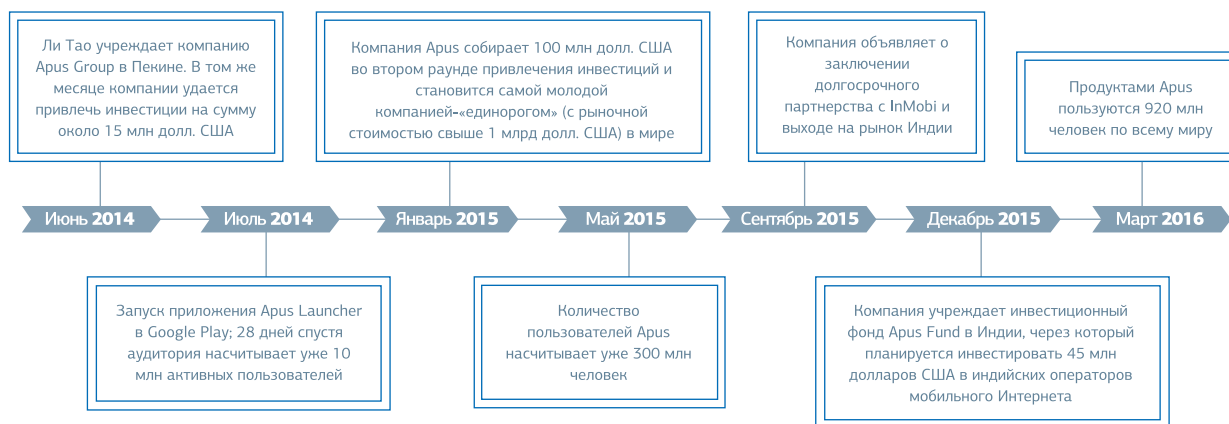 Ли Тао учреждает компанию
Apus Group в Пекине. В том же
месяце компании удается
привлечь инвестиции на сумму
около 15 млн долл. США
Компания Apus собирает 100 млн долл. США
во втором раунде привлечения инвестиций и
становится самой молодой
компанией-«единорогом» (с рыночной
стоимостью свыше 1 млрд долл. США) в мире
Компания объявляет о
заключении
долгосрочного
партнерства с InMobi и
выходе на рынок Индии
Продуктами Apus
пользуются 920 млн
человек по всему миру
Июнь 2014
Июль 2014
Январь 2015
Май 2015
Сентябрь 2015
Декабрь 2015
Март 2016
Запуск приложения Apus Launcher
в Google Play; 28 дней спустя
аудитория насчитывает уже 10
млн активных пользователей
Количество
пользователей Apus
насчитывает уже 300 млн
человек
Компания учреждает инвестиционный
фонд Apus Fund в Индии, через который
планируется инвестировать 45 млн
долларов США в индийских операторов
мобильного Интернета